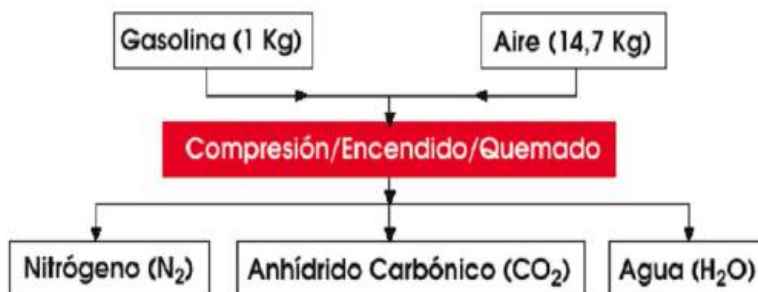 Gasolina (1 Kg)
Aire (14,7 Kg)
Compresión/Encendido/Quemado
Nitrógeno (N₂)
Anhídrido Carbónico (CO₂)
Agua (H₂O)